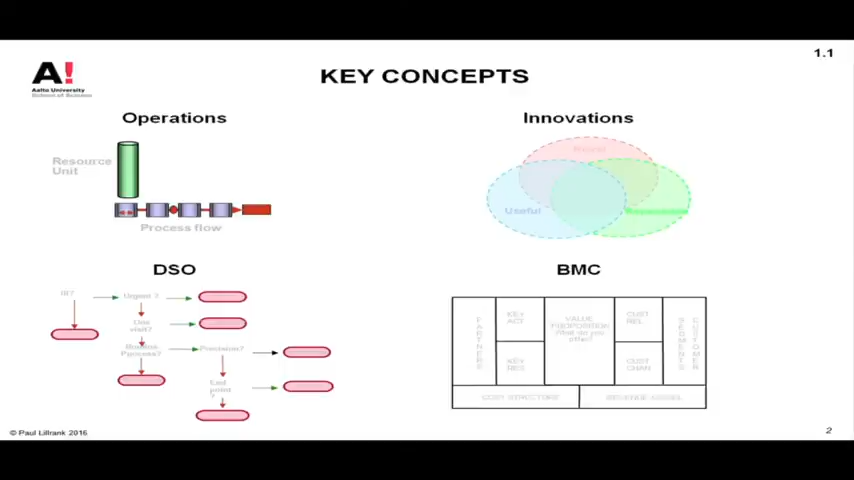 1.1
A!
Aalto University
School of Science
KEY CONCEPTS
Operations
Resource
Unit
Process flow
Innovations
Useful
DSO
Ill?
Urgent ?
One
visit?
Precision?
End
point
?
BMC
PARTNERS
KEY
ACT
KEY
RES
VALUE
PROPOSITION
What do you
offer?
CUST
REL
CUST
CHAN
SEGMENTS
CUSTOMER
COST STRUCTURE
REVENUE MODEL
© Paul Lillrank 2016
2